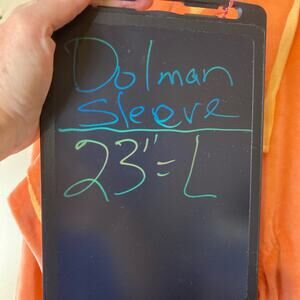 Dolman
Sleeve
23" = L